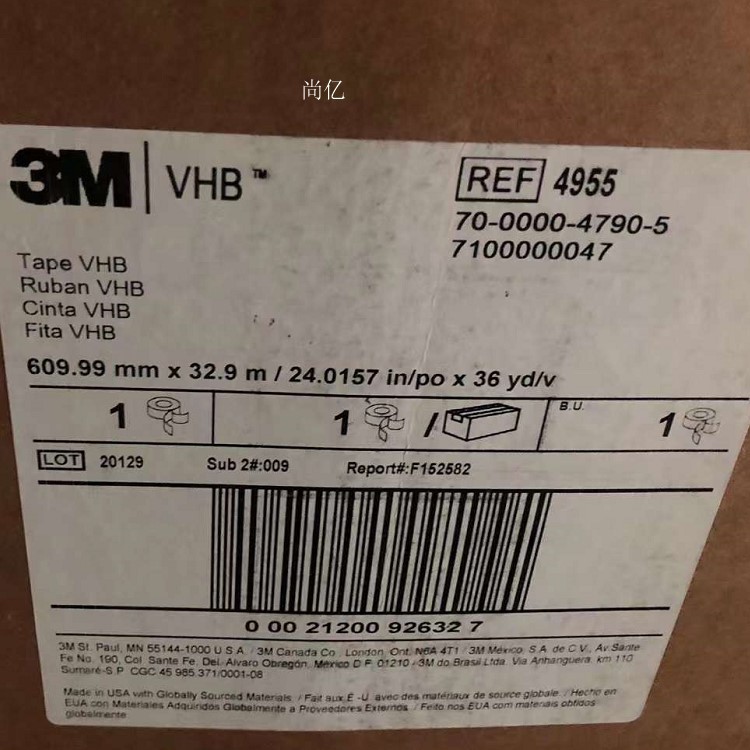 尚亿
3M VHB™
REF 4955
70-0000-4790-5
7100000047
Tape VHB
Ruban VHB
Cinta VHB
Fita VHB
609.99 mm x 32.9 m / 24.0157 in/po x 36 yd/v
1 1 / B.U. 1
LOT 20129 Sub 2#:009 Report#:F152582
0 00 21200 92632 7
3M St. Paul, MN 55144-1000 U S A / 3M Canada Co , London, Ont. N6A 4T1 / 3M México, S.A. de C.V., Av.Sante
Fe No. 190, Col Sante Fe, Del. Alvaro Obregón, México D F 01210 / 3M do Brasil Ltda. Via Anhanguera, km 110
Sumaré-S.P CGC 45.985.371/0001-08
Made in USA with Globally Sourced Materials / Fait aux É.-U. avec des matériaux de source globale. / Hecho en
EUA con Materiales Adquiridos Globalmente a Proveedores Externos / Feito nos EUA com materiais obtidos
globalmente